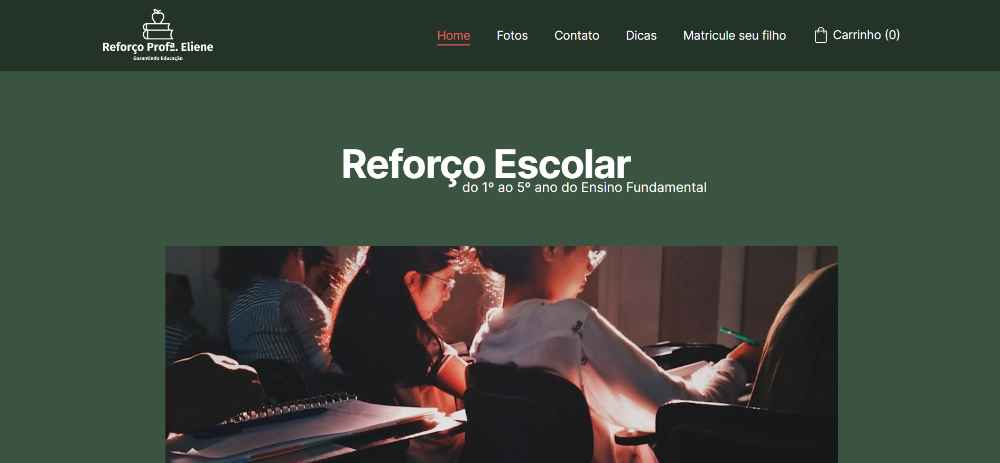 Reforço Profª. Eliene
Garantindo Educação
Home
Fotos
Contato
Dicas
Matricule seu filho
Carrinho (0)
Reforço Escolar
do 1º ao 5º ano do Ensino Fundamental